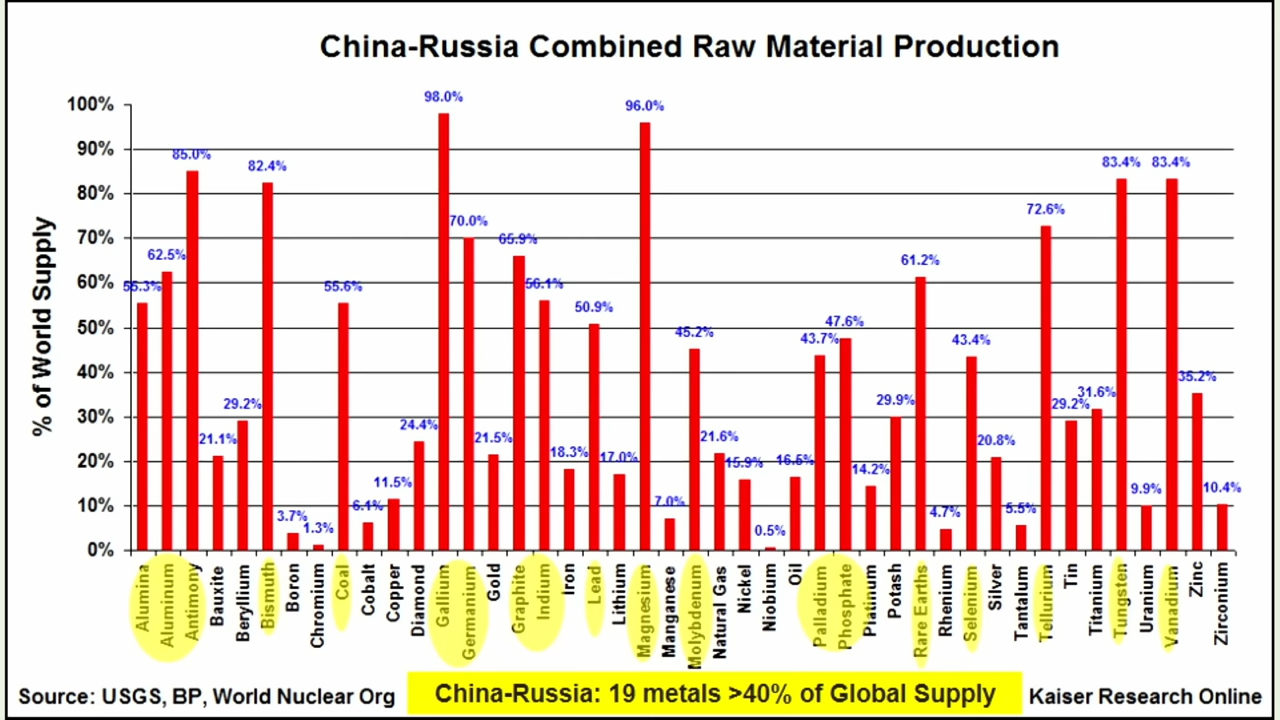 China-Russia Combined Raw Material Production
% of World Supply
100%
90%
80%
70%
60%
50%
40%
30%
20%
10%
0%
55.3%
62.5%
85.0%
21.1%
29.2%
82.4%
3.7%
1.3%
55.6%
6.1%
11.5%
24.4%
98.0%
70.0%
21.5%
65.9%
56.1%
18.3%
50.9%
17.0%
96.0%
7.0%
45.2%
21.6%
15.9%
0.5%
16.5%
43.7%
47.6%
14.2%
29.9%
61.2%
4.7%
43.4%
20.8%
5.5%
72.6%
29.2%
31.6%
83.4%
9.9%
83.4%
35.2%
10.4%
Alumina
Aluminum
Antimony
Bauxite
Beryllium
Bismuth
Boron
Chromium
Coal
Cobalt
Copper
Diamond
Gallium
Germanium
Gold
Graphite
Indium
Iron
Lead
Lithium
Magnesium
Manganese
Molybdenum
Natural Gas
Nickel
Niobium
Oil
Palladium
Phosphate
Platinum
Potash
Rare Earths
Rhenium
Selenium
Silver
Tantalum
Tellurium
Tin
Titanium
Tungsten
Uranium
Vanadium
Zinc
Zirconium
Source: USGS, BP, World Nuclear Org
China-Russia: 19 metals >40% of Global Supply
Kaiser Research Online